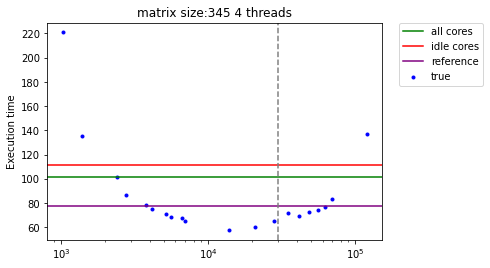 matrix size:345 4 threads
Execution time
220
200
180
160
140
120
100
80
60
10³
10⁴
10⁵
all cores
idle cores
reference
true